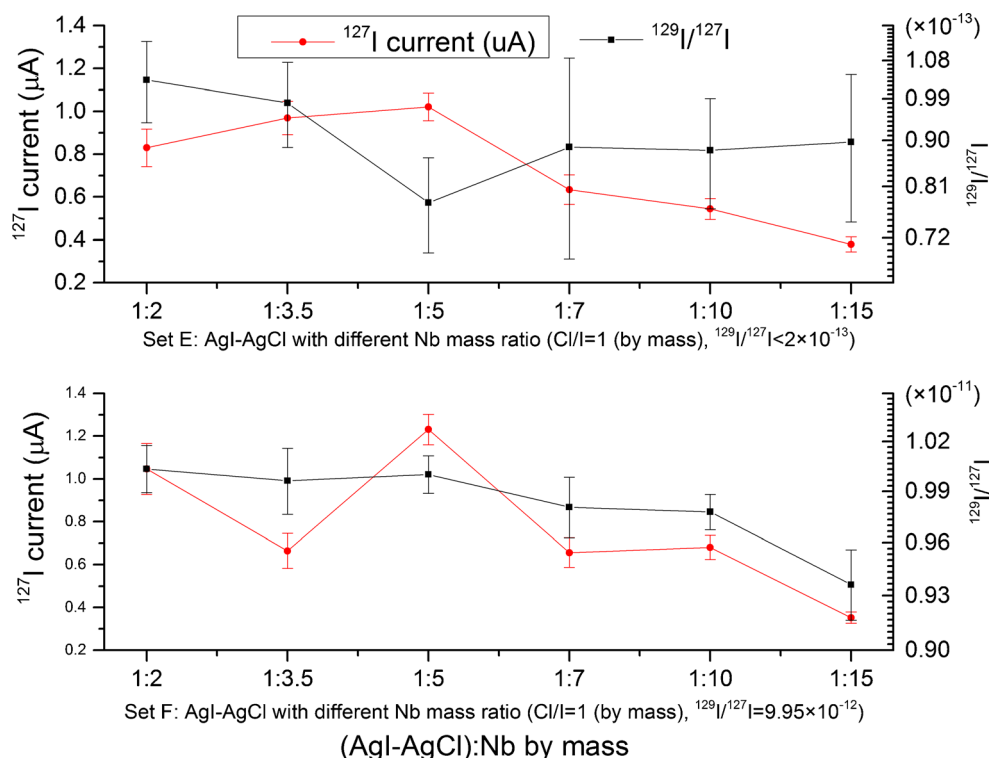 (×10⁻¹³)
¹²⁷I current (uA) ¹²⁹I/¹²⁷I
¹²⁷I current (μA)
1.4
1.2
1.0
0.8
0.6
0.4
0.2
1.08
0.99
0.90
0.81
0.72
¹²⁹I/¹²⁷I
1:2 1:3.5 1:5 1:7 1:10 1:15
Set E: AgI-AgCl with different Nb mass ratio (Cl/I=1 (by mass), ¹²⁹I/¹²⁷I<2×10⁻¹³)
(×10⁻¹¹)
¹²⁷I current (μA)
1.4
1.2
1.0
0.8
0.6
0.4
0.2
1.02
0.99
0.96
0.93
0.90
¹²⁹I/¹²⁷I
1:2 1:3.5 1:5 1:7 1:10 1:15
Set F: AgI-AgCl with different Nb mass ratio (Cl/I=1 (by mass), ¹²⁹I/¹²⁷I=9.95×10⁻¹²)
(AgI-AgCl):Nb by mass